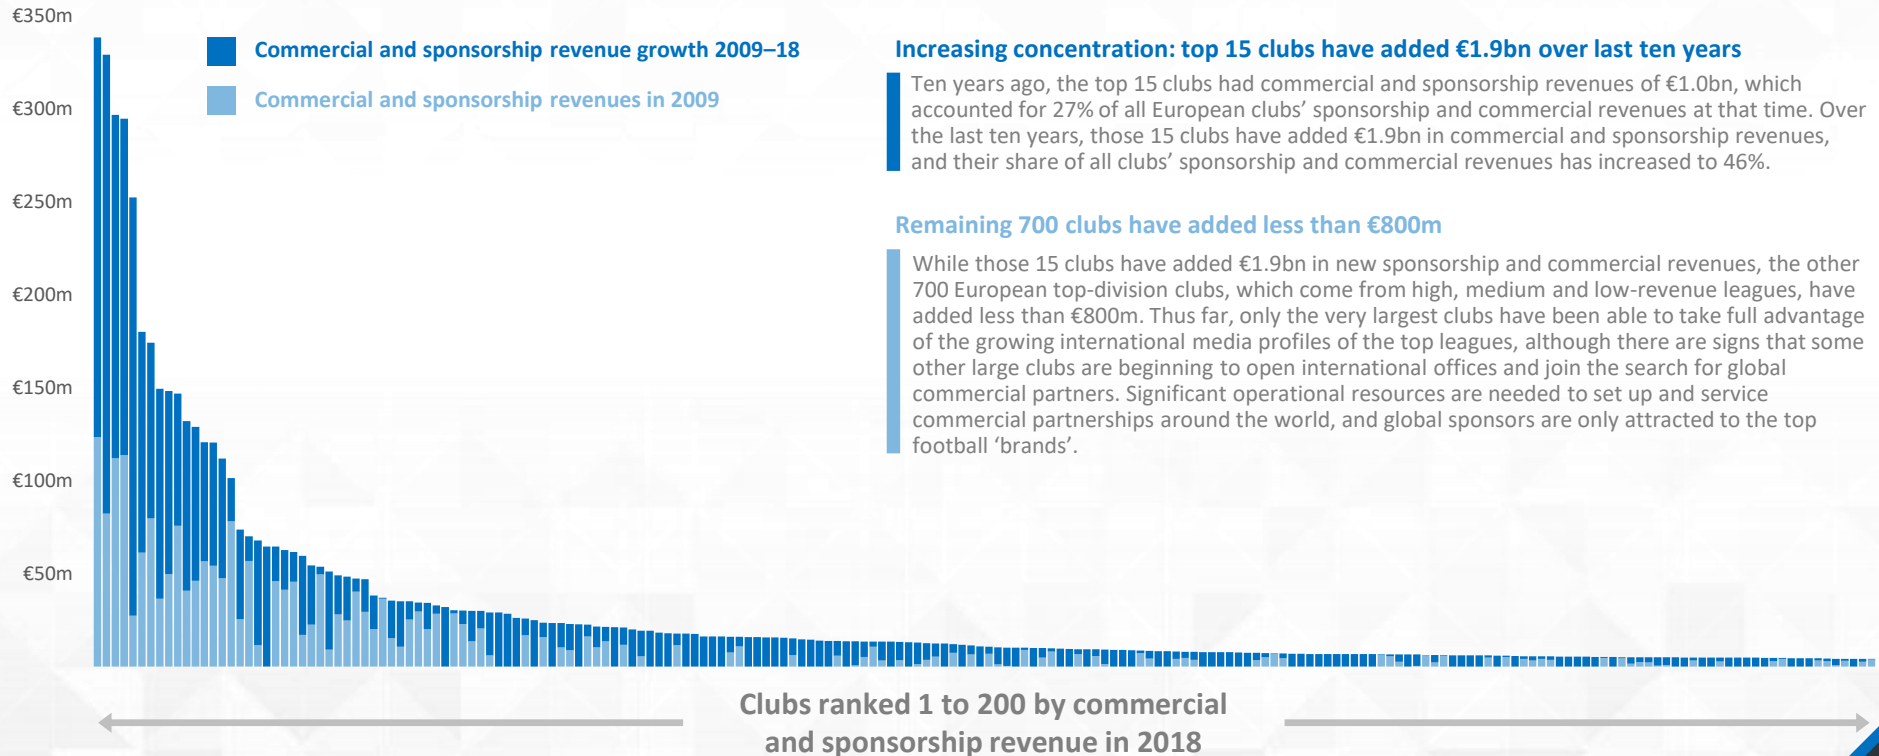 €350m
€300m
€250m
€200m
€150m
€100m
€50m
Commercial and sponsorship revenue growth 2009–18
Commercial and sponsorship revenues in 2009
Increasing concentration: top 15 clubs have added €1.9bn over last ten years
Ten years ago, the top 15 clubs had commercial and sponsorship revenues of €1.0bn, which
accounted for 27% of all European clubs’ sponsorship and commercial revenues at that time. Over
the last ten years, those 15 clubs have added €1.9bn in commercial and sponsorship revenues,
and their share of all clubs’ sponsorship and commercial revenues has increased to 46%.
Remaining 700 clubs have added less than €800m
While those 15 clubs have added €1.9bn in new sponsorship and commercial revenues, the other
700 European top-division clubs, which come from high, medium and low-revenue leagues, have
added less than €800m. Thus far, only the very largest clubs have been able to take full advantage
of the growing international media profiles of the top leagues, although there are signs that some
other large clubs are beginning to open international offices and join the search for global
commercial partners. Significant operational resources are needed to set up and service
commercial partnerships around the world, and global sponsors are only attracted to the top
football ‘brands’.
Clubs ranked 1 to 200 by commercial
and sponsorship revenue in 2018